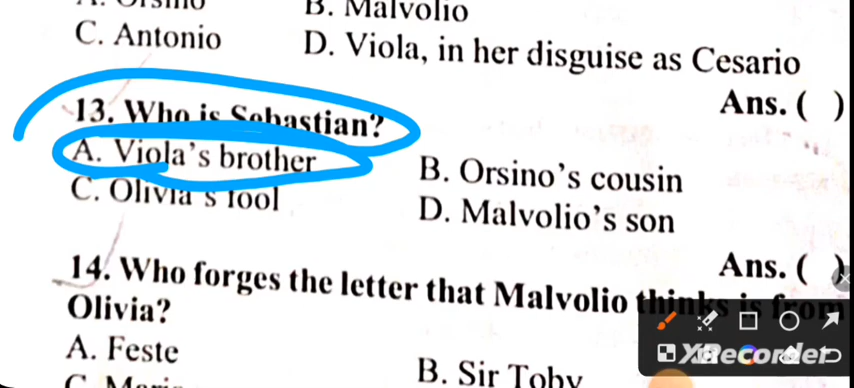 B. Malvolio
C. Antonio D. Viola, in her disguise as Cesario
Ans. ( )
13. Who is Sebastian?
A. Viola's brother B. Orsino's cousin
C. Olivia's fool D. Malvolio's son
Ans. ( )
14. Who forges the letter that Malvolio thinks is from
Olivia?
A. Feste B. Sir Toby
XRecorder